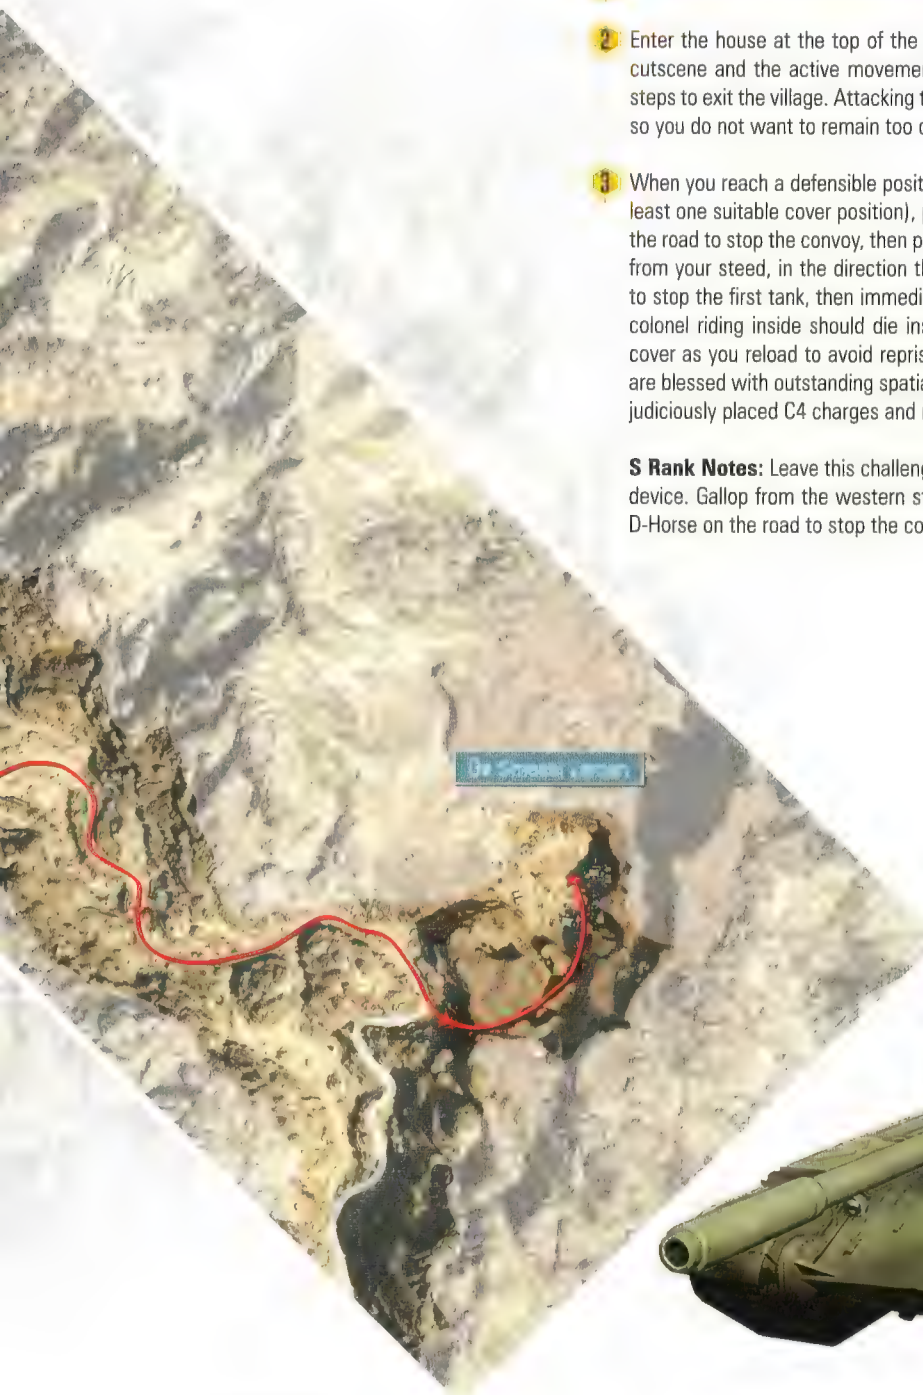 2 Enter the house at the top of the
cutscene and the active movemen
steps to exit the village. Attacking t
so you do not want to remain too c
3 When you reach a defensible posit
least one suitable cover position),
the road to stop the convoy, then p
from your steed, in the direction th
to stop the first tank, then immedi
colonel riding inside should die ins
cover as you reload to avoid repris
are blessed with outstanding spatia
judiciously placed C4 charges and
S Rank Notes: Leave this challeng
device. Gallop from the western st
D-Horse on the road to stop the co